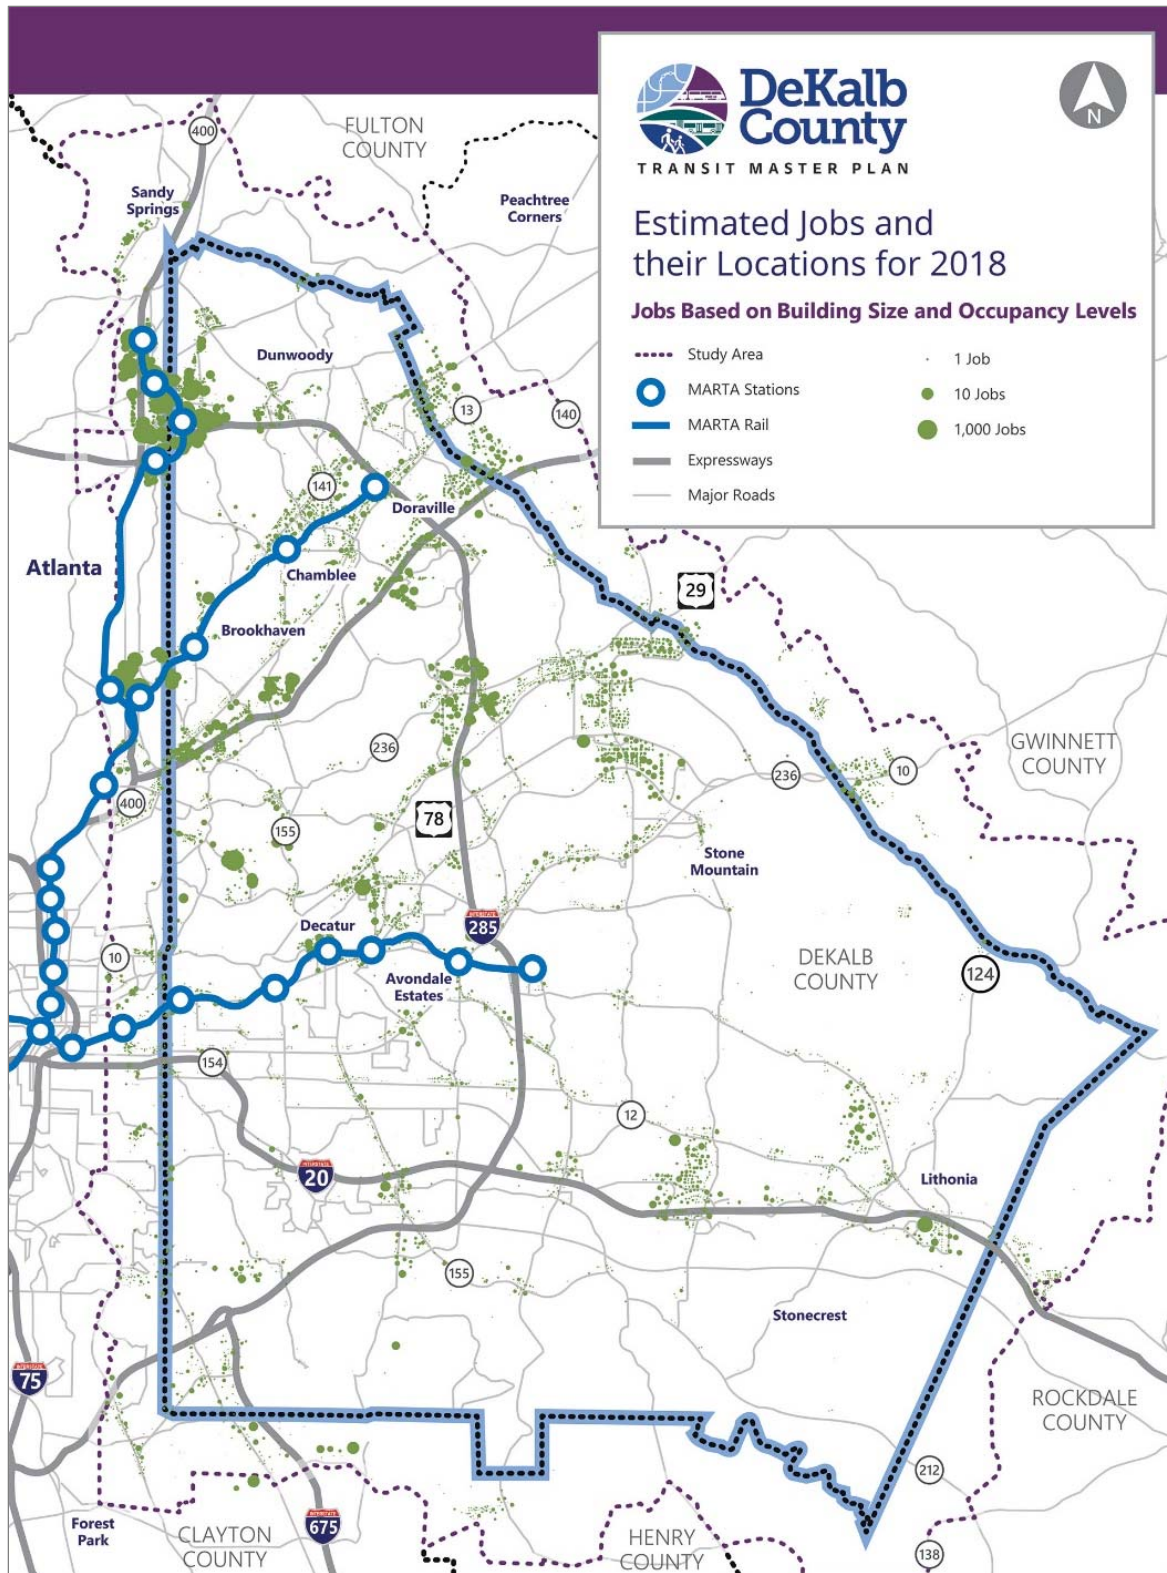 DeKalb
County
TRANSIT MASTER PLAN
N
Estimated Jobs and
their Locations for 2018
Jobs Based on Building Size and Occupancy Levels
Study Area
MARTA Stations
MARTA Rail
Expressways
Major Roads
1 Job
10 Jobs
1,000 Jobs
400
FULTON
COUNTY
Sandy
Springs
Peachtree
Corners
Dunwoody
13
140
141
Doraville
Atlanta
Chamblee
29
Brookhaven
236
GWINNETT
COUNTY
236
10
400
155
78
Stone
Mountain
Decatur
INTERSTATE
285
10
DEKALB
COUNTY
124
Avondale
Estates
154
12
INTERSTATE
20
Lithonia
155
Stonecrest
INTERSTATE
75
ROCKDALE
COUNTY
212
Forest
Park
CLAYTON
COUNTY
INTERSTATE
675
HENRY
COUNTY
138